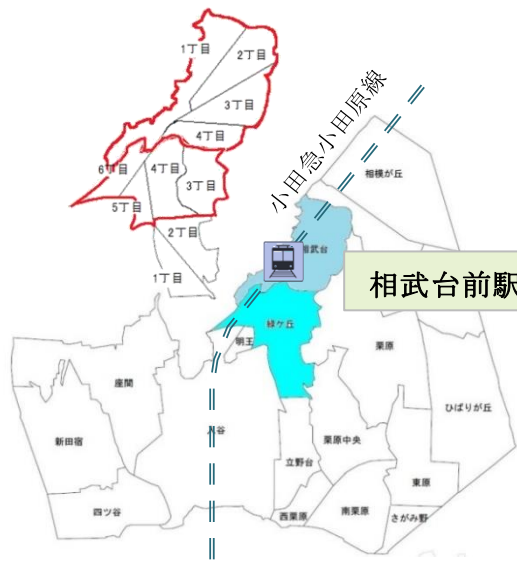 1丁目
2丁目
3丁目
4丁目
6丁目
4丁目
3丁目
5丁目
2丁目
1丁目
小田急小田原線
相模が丘
相武台
相武台前駅
緑ケ丘
明王
栗原
座間
ひばりが丘
新田宿
入谷
栗原中央
立野台
東原
四ツ谷
西栗原
南栗原
さがみ野